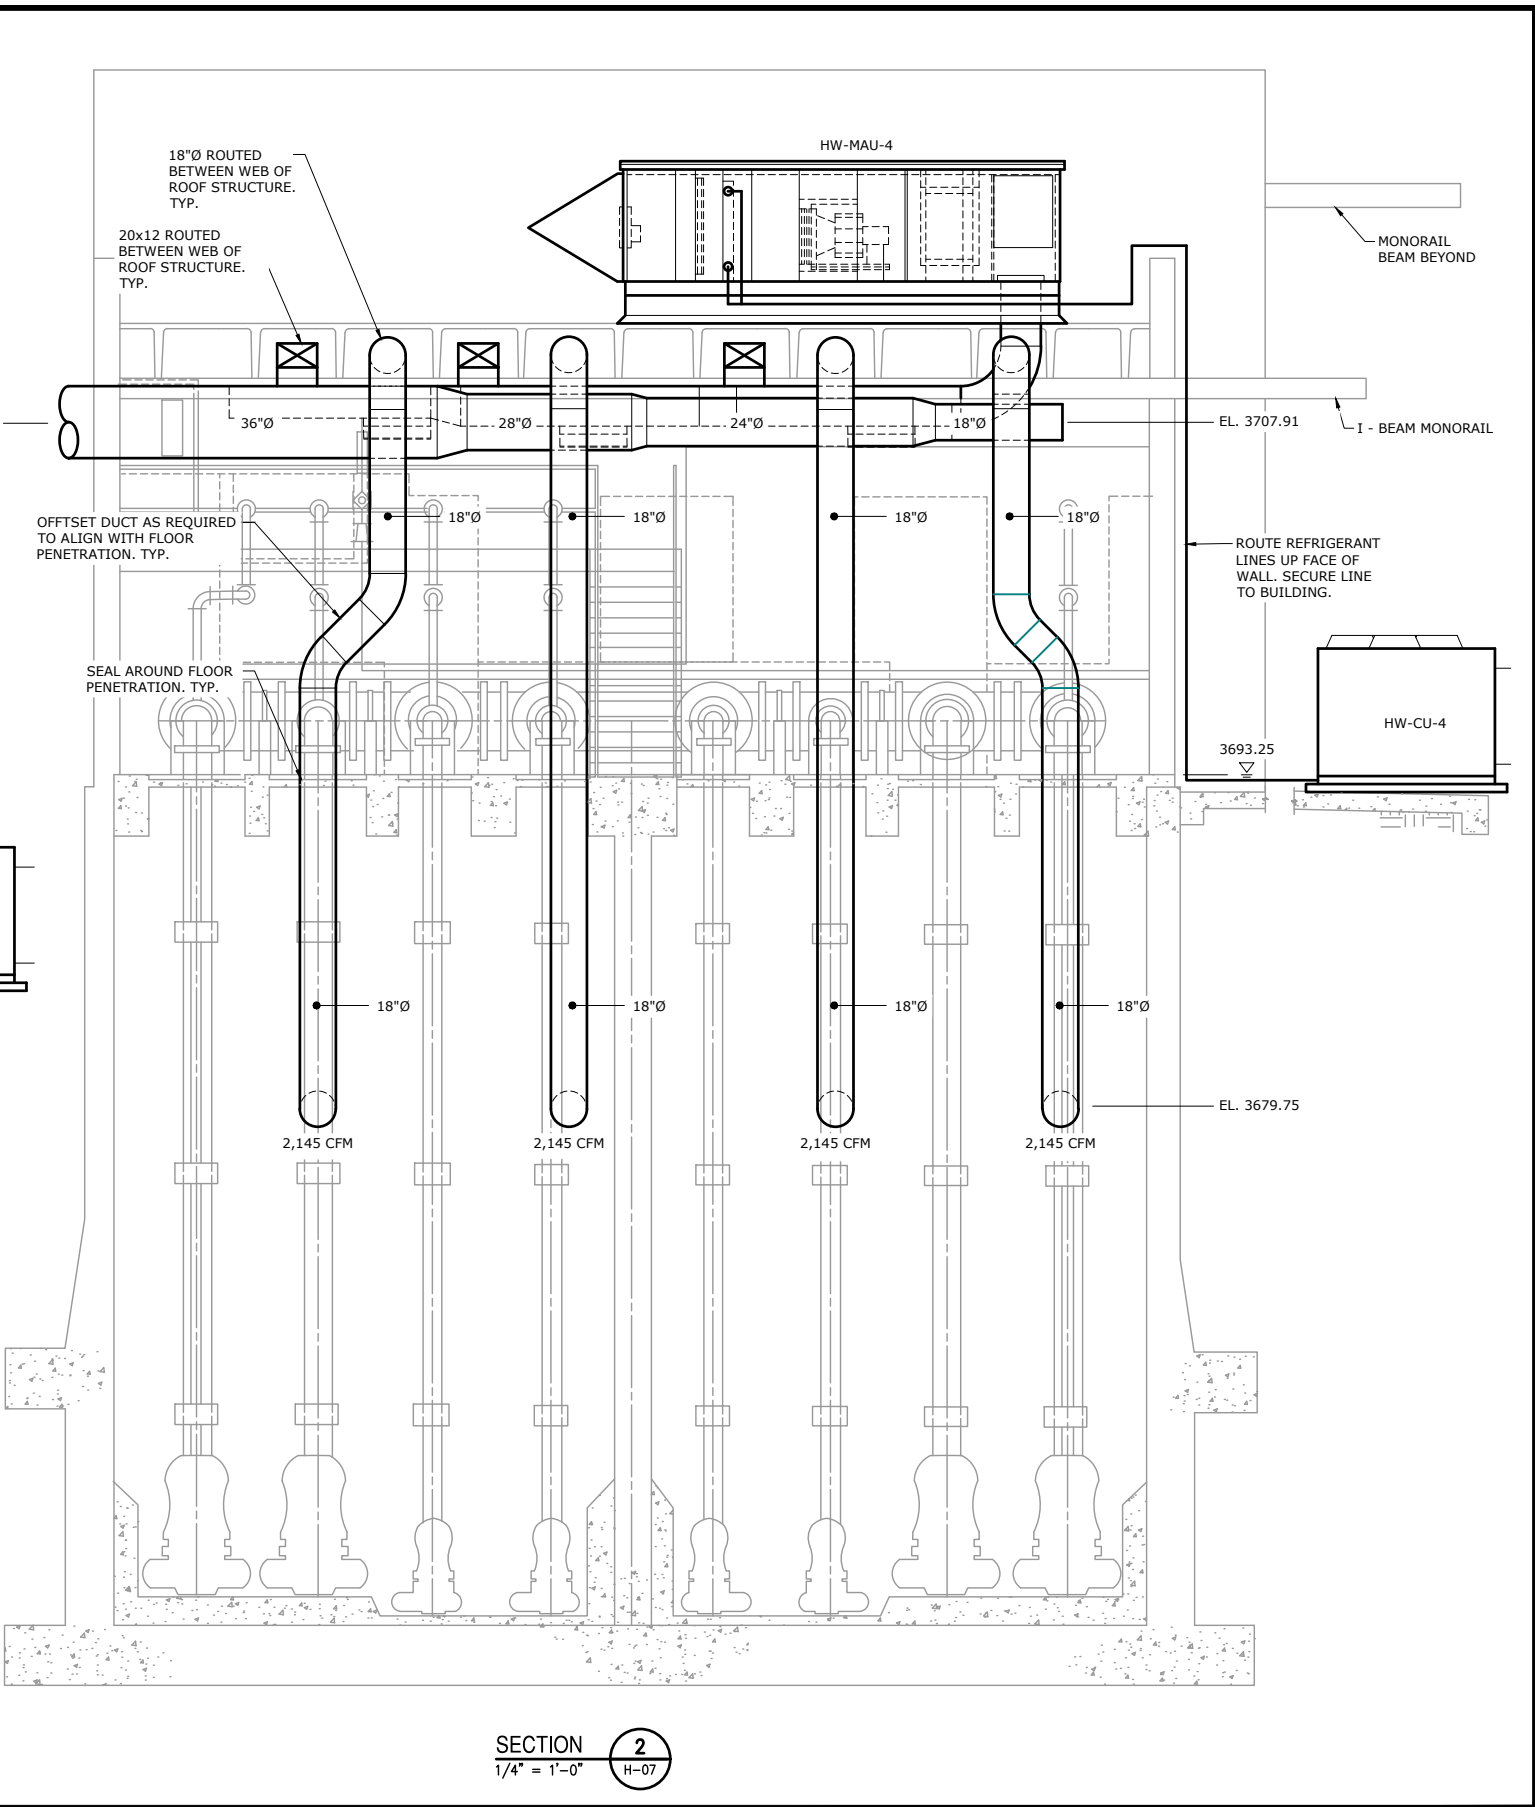 HW-MAU-4
18"Ø ROUTED
BETWEEN WEB OF
ROOF STRUCTURE.
TYP.
20x12 ROUTED
BETWEEN WEB OF
ROOF STRUCTURE.
TYP.
MONORAIL
BEAM BEYOND
36"Ø
28"Ø
24"Ø
18"Ø
EL. 3707.91
I - BEAM MONORAIL
OFFTSET DUCT AS REQUIRED
TO ALIGN WITH FLOOR
PENETRATION. TYP.
18"Ø
18"Ø
18"Ø
18"Ø
ROUTE REFRIGERANT
LINES UP FACE OF
WALL. SECURE LINE
TO BUILDING.
SEAL AROUND FLOOR
PENETRATION. TYP.
HW-CU-4
3693.25
18"Ø
18"Ø
18"Ø
18"Ø
EL. 3679.75
2,145 CFM
2,145 CFM
2,145 CFM
2,145 CFM
SECTION
1/4" = 1'-0"
2
H-07